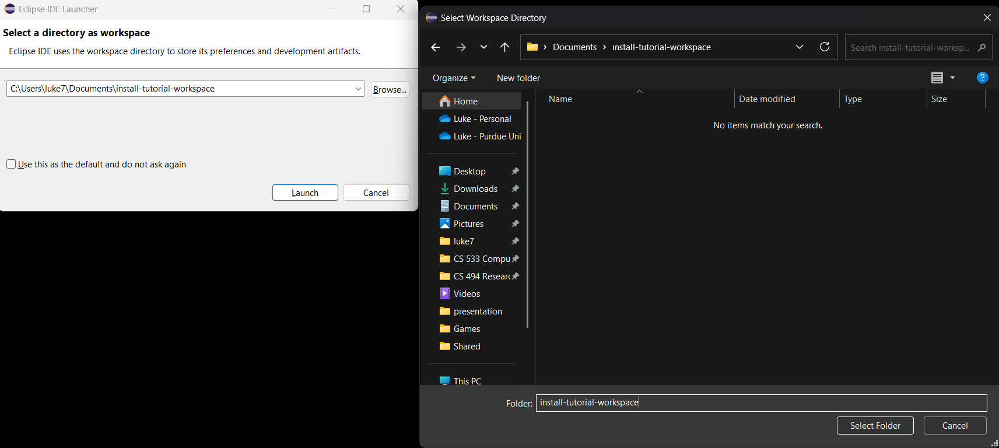 Eclipse IDE Launcher
Select a directory as workspace
Eclipse IDE uses the workspace directory to store its preferences and development artifacts.
C:\Users\luke7\Documents\install-tutorial-workspace
Browse...
Use this as the default and do not ask again
Launch
Cancel
Select Workspace Directory
Documents
install-tutorial-workspace
Search install-tutorial-worksp...
Organize
New folder
?
Home
Luke - Personal
Luke - Purdue Uni
Desktop
Downloads
Documents
Pictures
luke7
CS 533 Compu
CS 494 Researc
Videos
presentation
Games
Shared
This PC
Name
Date modified
Type
Size
No items match your search.
Folder:
install-tutorial-workspace
Select Folder
Cancel